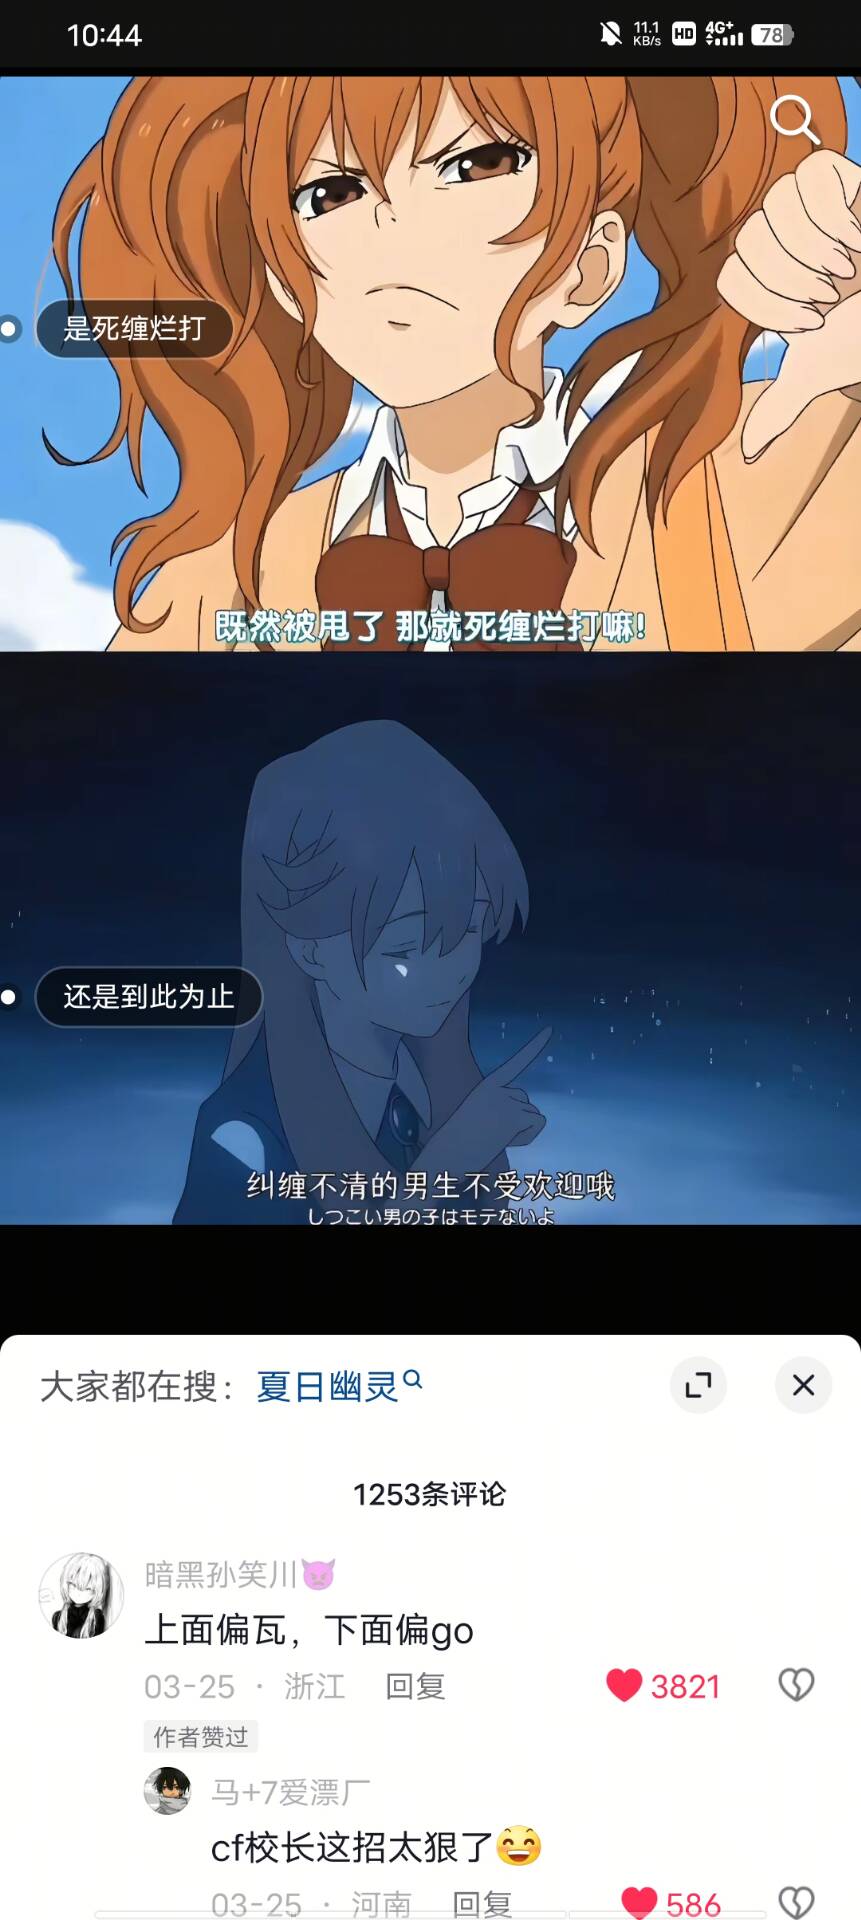 10:44
11.1
KB/s
HD
4G+
78
是死缠烂打
既然被甩了 那就死缠烂打嘛!
还是到此为止
纠缠不清的男生不受欢迎哦
しつこい男の子はモテないよ
大家都在搜：夏日幽灵
1253条评论
暗黑孙笑川👿
上面偏瓦，下面偏go
03-25 · 浙江 回复 3821
作者赞过
马+7爱漂厂
cf校长这招太狠了😄
03-25 · 河南 回复 586